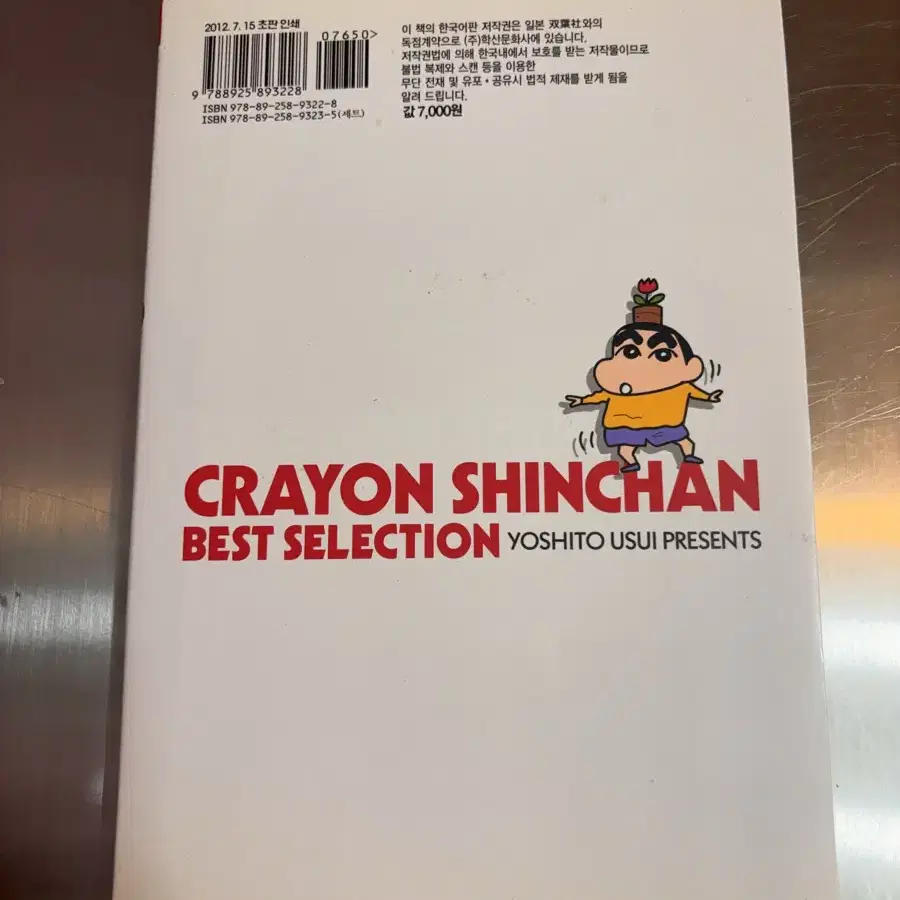 2012. 7. 15 초판 인쇄
07650>
9 788925 893228
ISBN 978-89-258-9322-8
ISBN 978-89-258-9323-5(세트)
이 책의 한국어판 저작권은 일본 双葉社와의
독점계약으로 (주)학산문화사에 있습니다.
저작권법에 의해 한국내에서 보호를 받는 저작물이므로
불법 복제와 스캔 등을 이용한
무단 전재 및 유포·공유시 법적 제재를 받게 됨을
알려 드립니다.
값 7,000원
CRAYON SHINCHAN
BEST SELECTION YOSHITO USUI PRESENTS